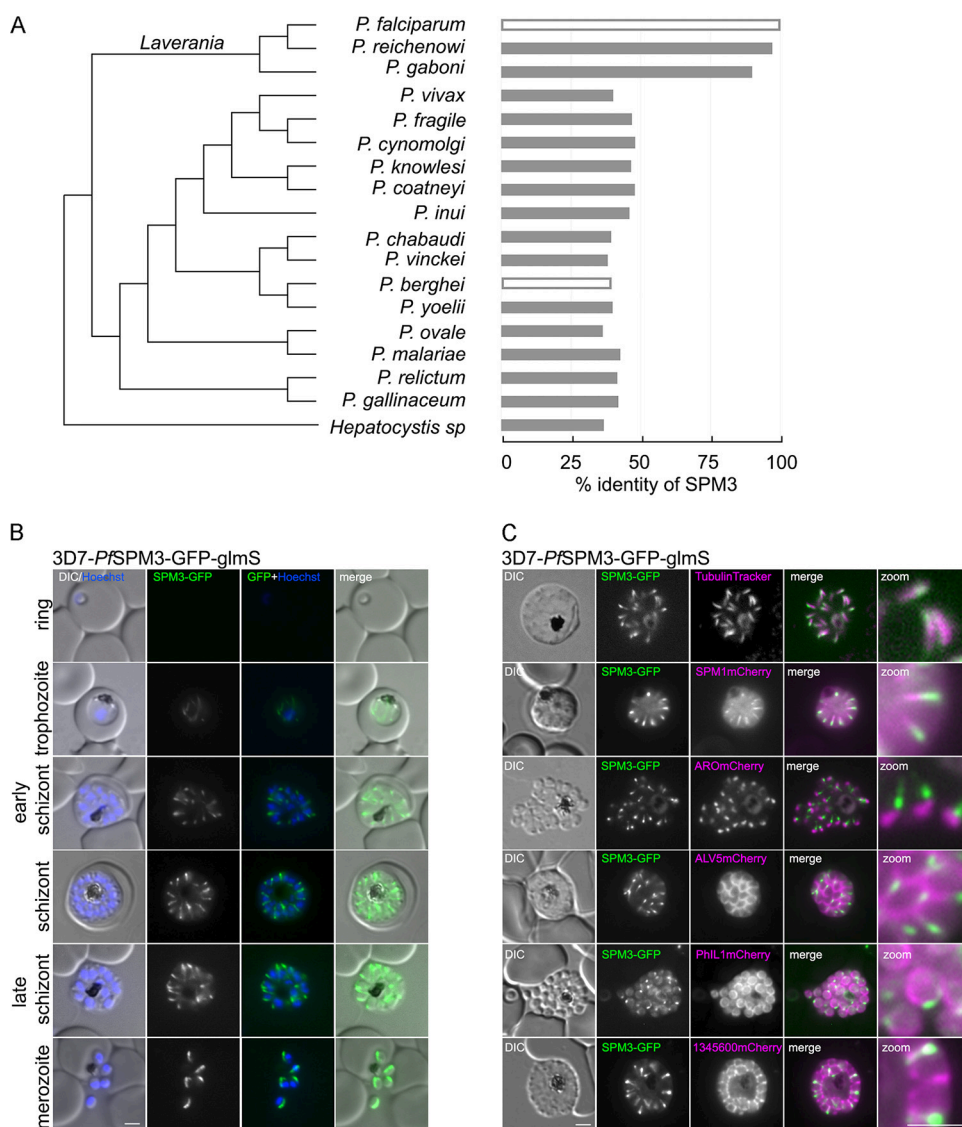 A
Laverania
P. falciparum
P. reichenowi
P. gaboni
P. vivax
P. fragile
P. cynomolgi
P. knowlesi
P. coatneyi
P. inui
P. chabaudi
P. vinckei
P. berghei
P. yoelii
P. ovale
P. malariae
P. relictum
P. gallinaceum
Hepatocystis sp
0 25 50 75 100
% identity of SPM3
B
3D7-PfSPM3-GFP-glmS
DIC/Hoechst SPM3-GFP GFP+Hoechst merge
ring
trophozoite
early
schizont
schizont
late
schizont
merozoite
C
3D7-PfSPM3-GFP-glmS
DIC SPM3-GFP TubulinTracker merge zoom
DIC SPM3-GFP SPM1mCherry merge zoom
DIC SPM3-GFP AROmCherry merge zoom
DIC SPM3-GFP ALV5mCherry merge zoom
DIC SPM3-GFP PhIL1mCherry merge zoom
DIC SPM3-GFP 1345600mCherry merge zoom